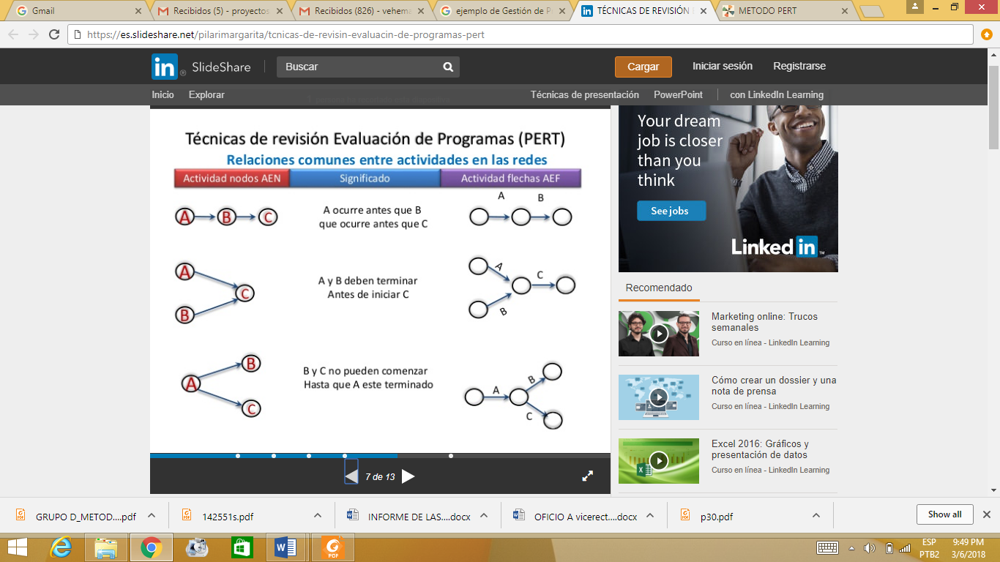 Gmail
Recibidos (5) - proyectos
Recibidos (826) - vehema
ejemplo de Gestión de P
TÉCNICAS DE REVISIÓN
METODO PERT
https://es.slideshare.net/pilarimargarita/tcnicas-de-revisin-evaluacin-de-programas-pert
in ® SlideShare
Buscar
Cargar
Iniciar sesión
Registrarse
Inicio
Explorar
Técnicas de presentación
PowerPoint
con LinkedIn Learning
Técnicas de revisión Evaluación de Programas (PERT)
Relaciones comunes entre actividades en las redes
Actividad nodos AEN
Significado
Actividad flechas AEF
A B C
A ocurre antes que B
que ocurre antes que C
A B
A
B
C
A y B deben terminar
Antes de iniciar C
A
B
C
A
B
C
B y C no pueden comenzar
Hasta que A este terminado
A
B
C
7 de 13
Your dream
job is closer
than you
think
See jobs
Linked in ™
Recomendado
Marketing online: Trucos
semanales
Curso en línea - LinkedIn Learning
Cómo crear un dossier y una
nota de prensa
Curso en línea - LinkedIn Learning
Excel 2016: Gráficos y
presentación de datos
Curso en línea - LinkedIn Learning
GRUPO D_METOD....pdf
142551s.pdf
INFORME DE LAS....docx
OFICIO A vicerect....docx
p30.pdf
Show all
ESP
PTB2
9:49 PM
3/6/2018